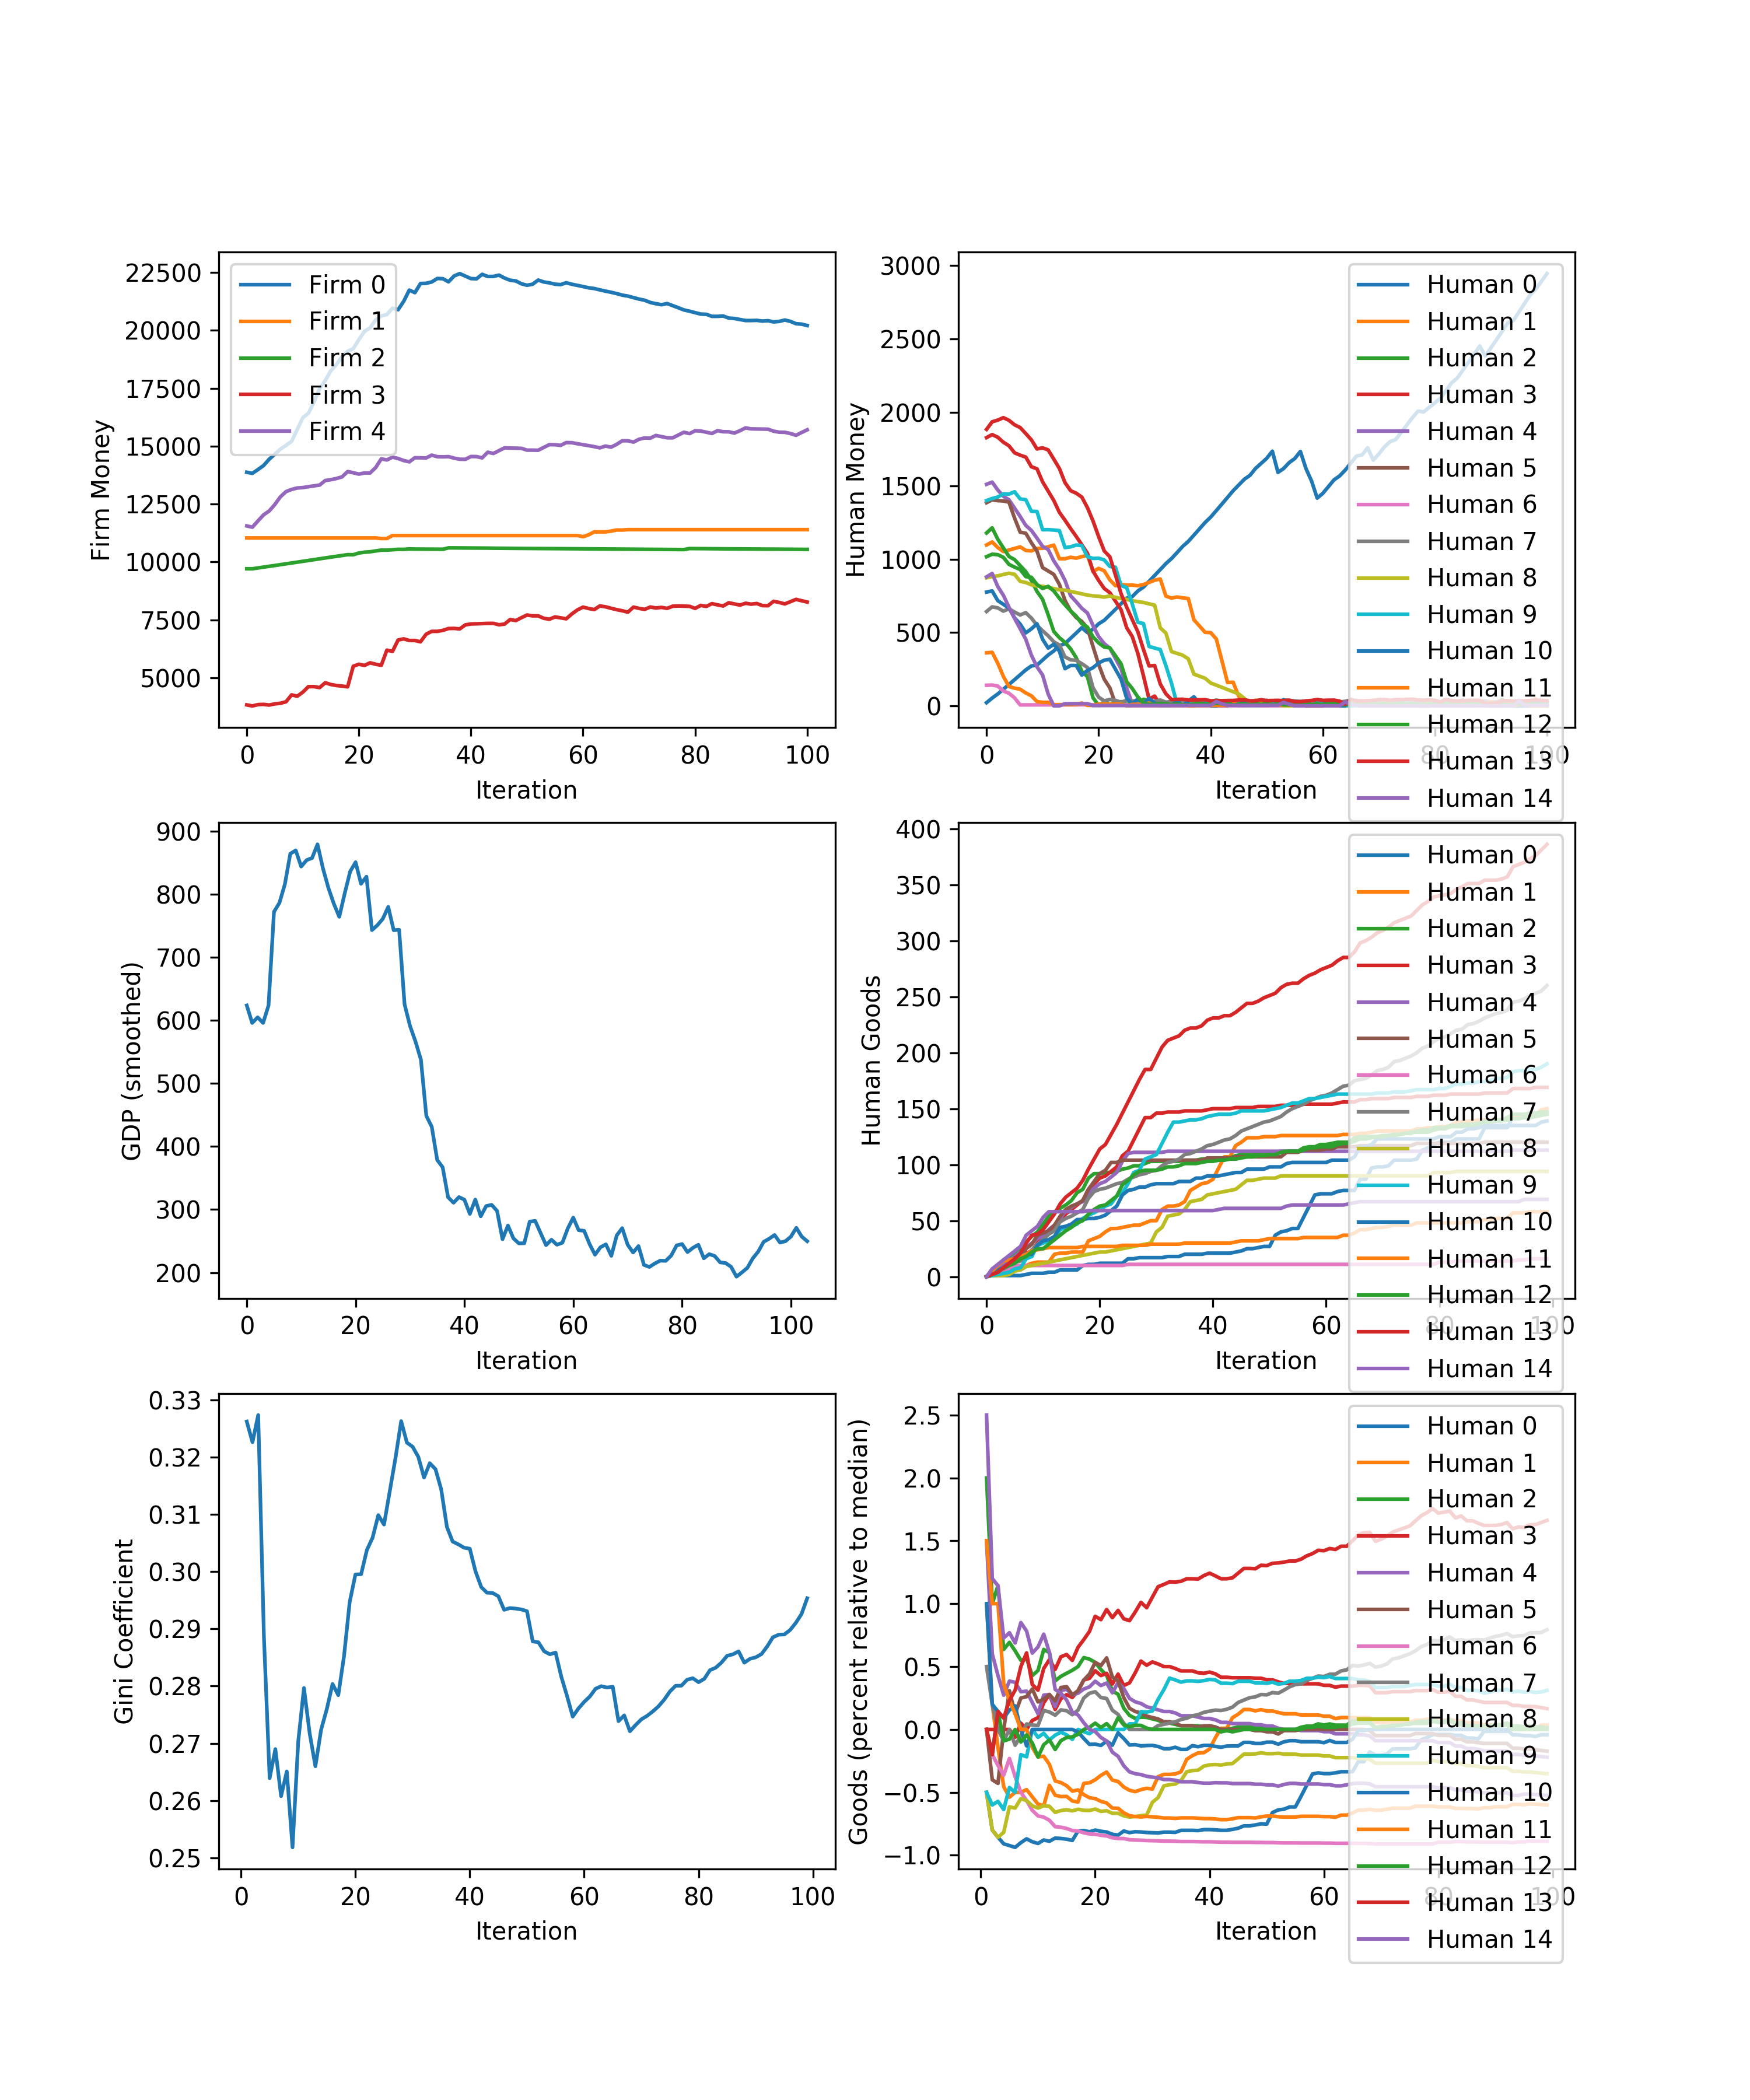 22500
20000
17500
15000
12500
10000
7500
5000
Firm Money
Firm 0
Firm 1
Firm 2
Firm 3
Firm 4
0 20 40 60 80 100
Iteration
3000
2500
2000
1500
1000
500
0
Human Money
Human 0
Human 1
Human 2
Human 3
Human 4
Human 5
Human 6
Human 7
Human 8
Human 9
Human 10
Human 11
Human 12
Human 13
Human 14
0 20 40 60 80 100
Iteration
900
800
700
600
500
400
300
200
GDP (smoothed)
0 20 40 60 80 100
Iteration
400
350
300
250
200
150
100
50
0
Human Goods
Human 0
Human 1
Human 2
Human 3
Human 4
Human 5
Human 6
Human 7
Human 8
Human 9
Human 10
Human 11
Human 12
Human 13
Human 14
0 20 40 60 80 100
Iteration
0.33
0.32
0.31
0.30
0.29
0.28
0.27
0.26
0.25
Gini Coefficient
0 20 40 60 80 100
Iteration
2.5
2.0
1.5
1.0
0.5
0.0
−0.5
−1.0
Goods (percent relative to median)
Human 0
Human 1
Human 2
Human 3
Human 4
Human 5
Human 6
Human 7
Human 8
Human 9
Human 10
Human 11
Human 12
Human 13
Human 14
0 20 40 60 80 100
Iteration